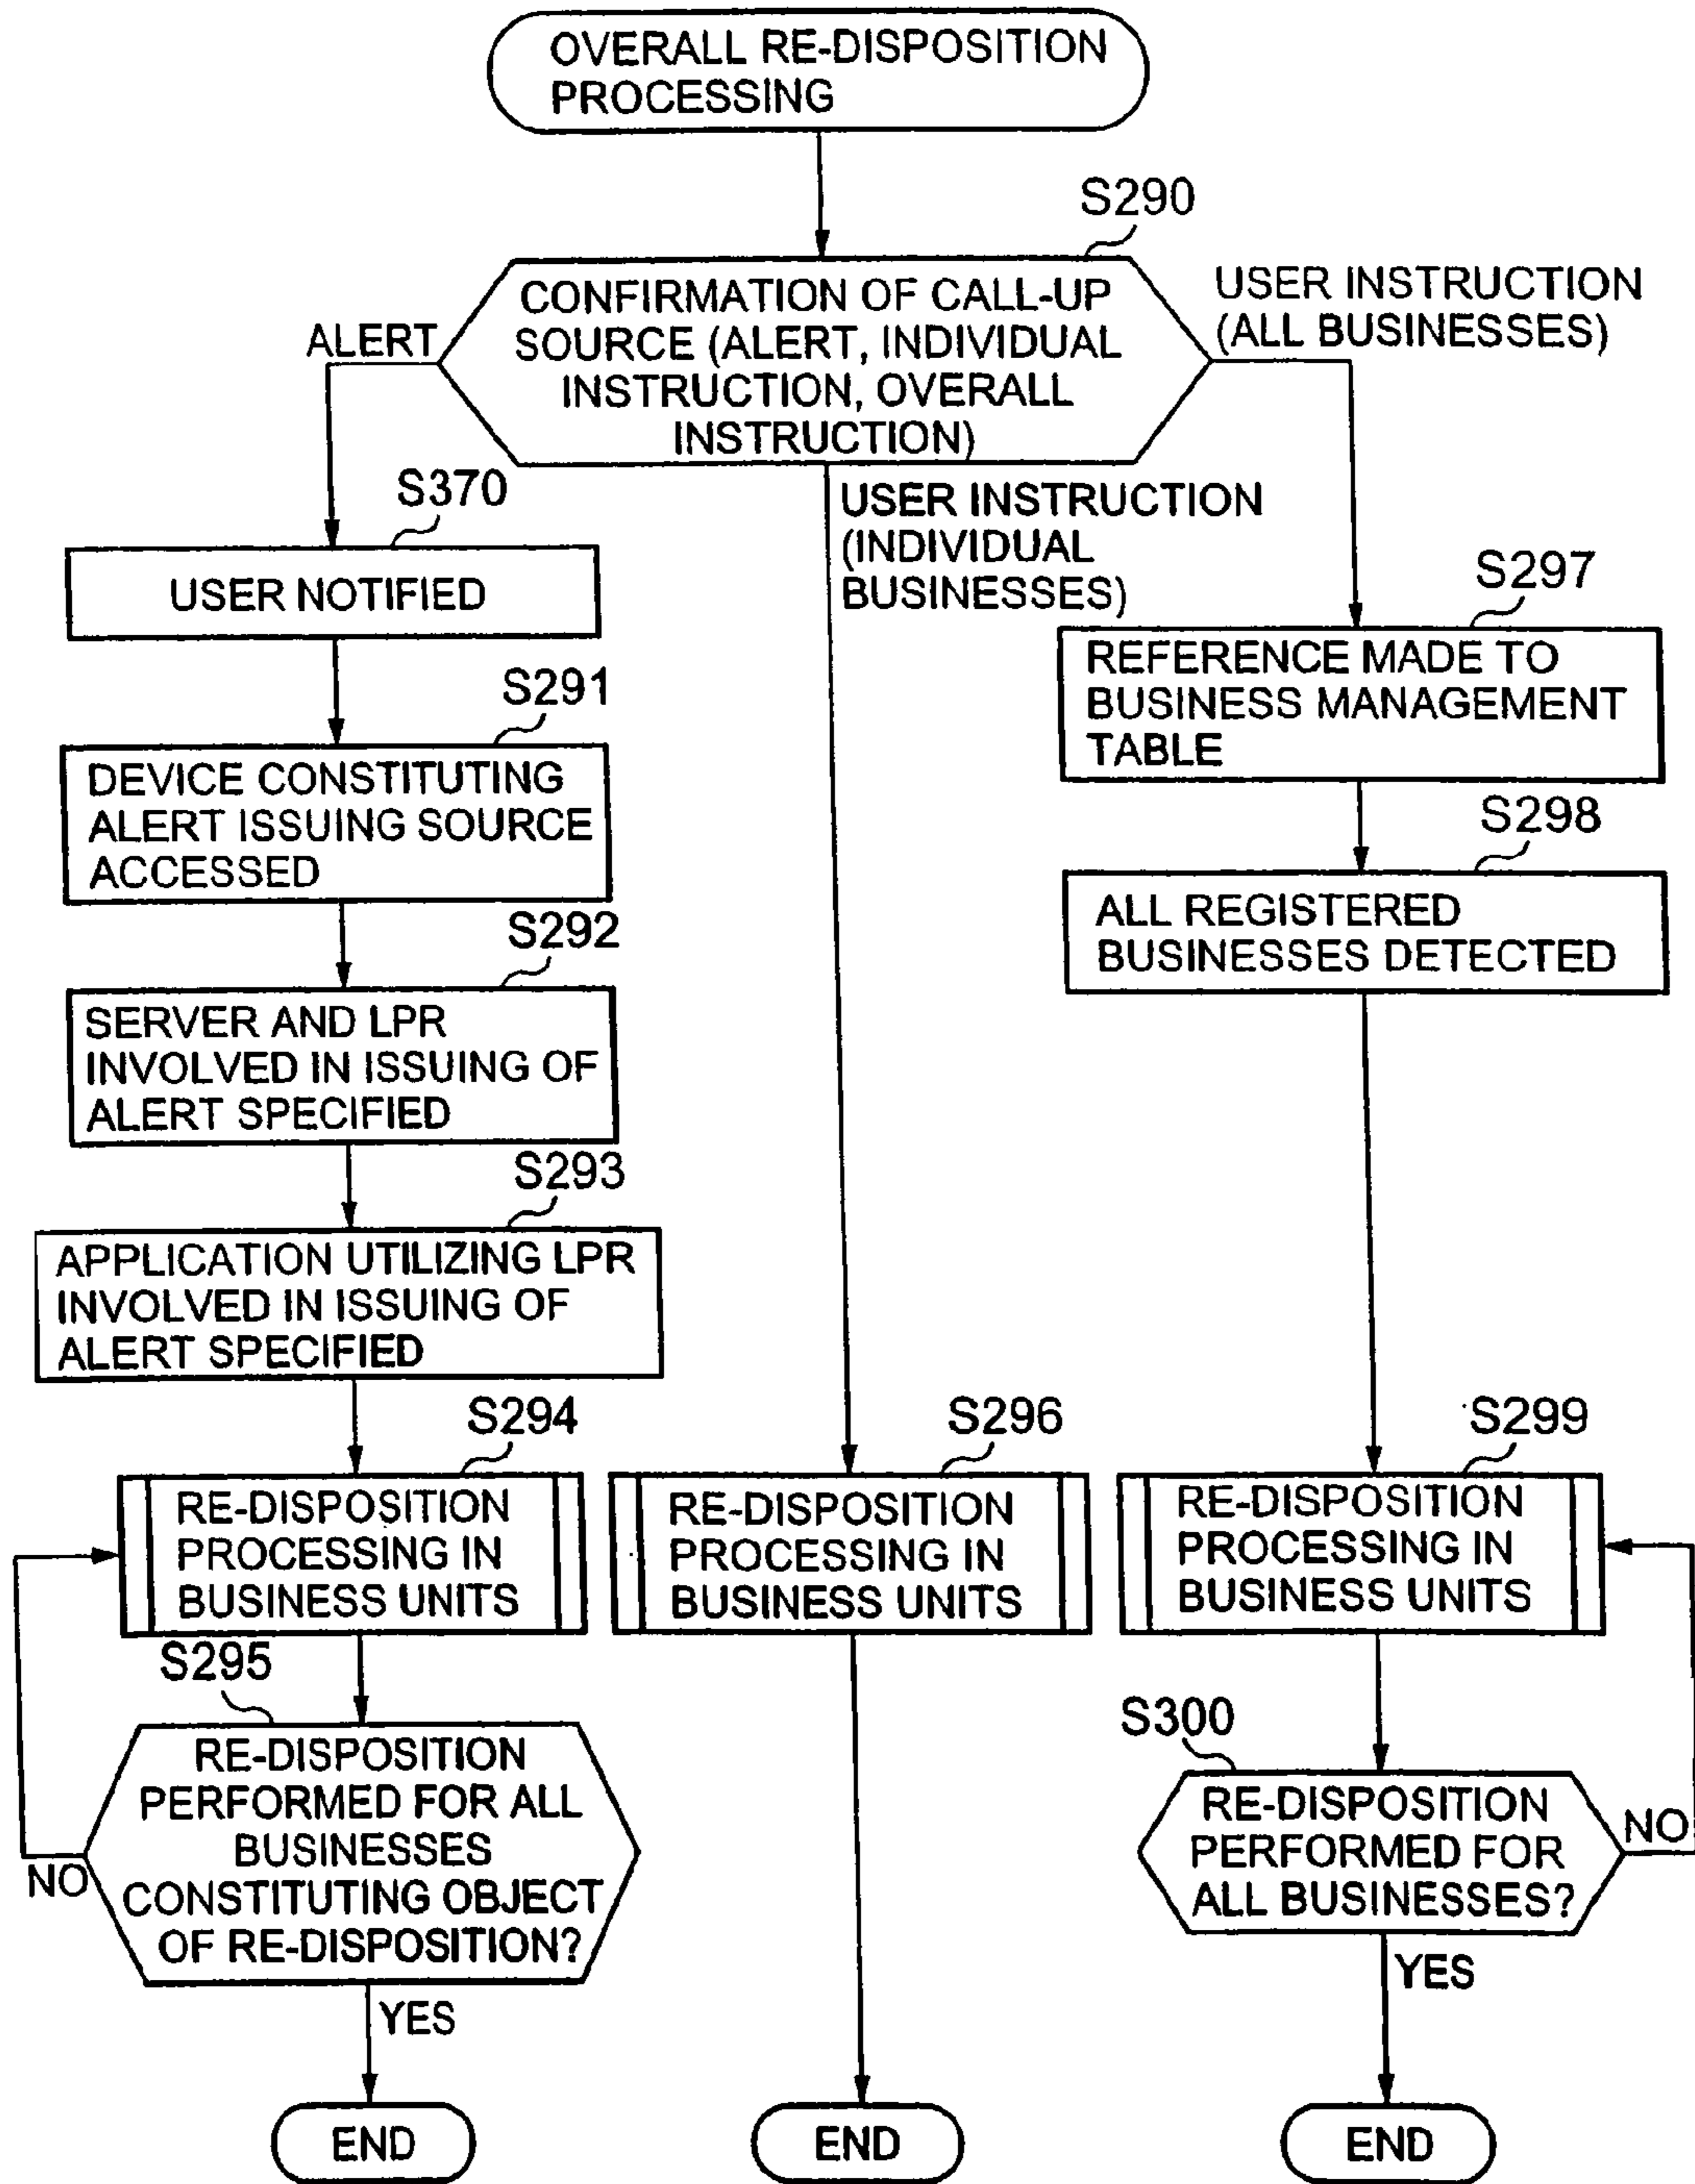 OVERALL RE-DISPOSITION
PROCESSING
S290
CONFIRMATION OF CALL-UP
SOURCE (ALERT, INDIVIDUAL
INSTRUCTION, OVERALL
INSTRUCTION)
ALERT
USER INSTRUCTION
(ALL BUSINESSES)
USER INSTRUCTION
(INDIVIDUAL
BUSINESSES)
S370
USER NOTIFIED
S291
DEVICE CONSTITUTING
ALERT ISSUING SOURCE
ACCESSED
S292
SERVER AND LPR
INVOLVED IN ISSUING OF
ALERT SPECIFIED
S293
APPLICATION UTILIZING LPR
INVOLVED IN ISSUING OF
ALERT SPECIFIED
S294
RE-DISPOSITION
PROCESSING IN
BUSINESS UNITS
S295
RE-DISPOSITION
PERFORMED FOR ALL
BUSINESSES
CONSTITUTING OBJECT
OF RE-DISPOSITION?
NO
YES
END
S296
RE-DISPOSITION
PROCESSING IN
BUSINESS UNITS
END
S297
REFERENCE MADE TO
BUSINESS MANAGEMENT
TABLE
S298
ALL REGISTERED
BUSINESSES DETECTED
S299
RE-DISPOSITION
PROCESSING IN
BUSINESS UNITS
S300
RE-DISPOSITION
PERFORMED FOR
ALL BUSINESSES?
NO
YES
END